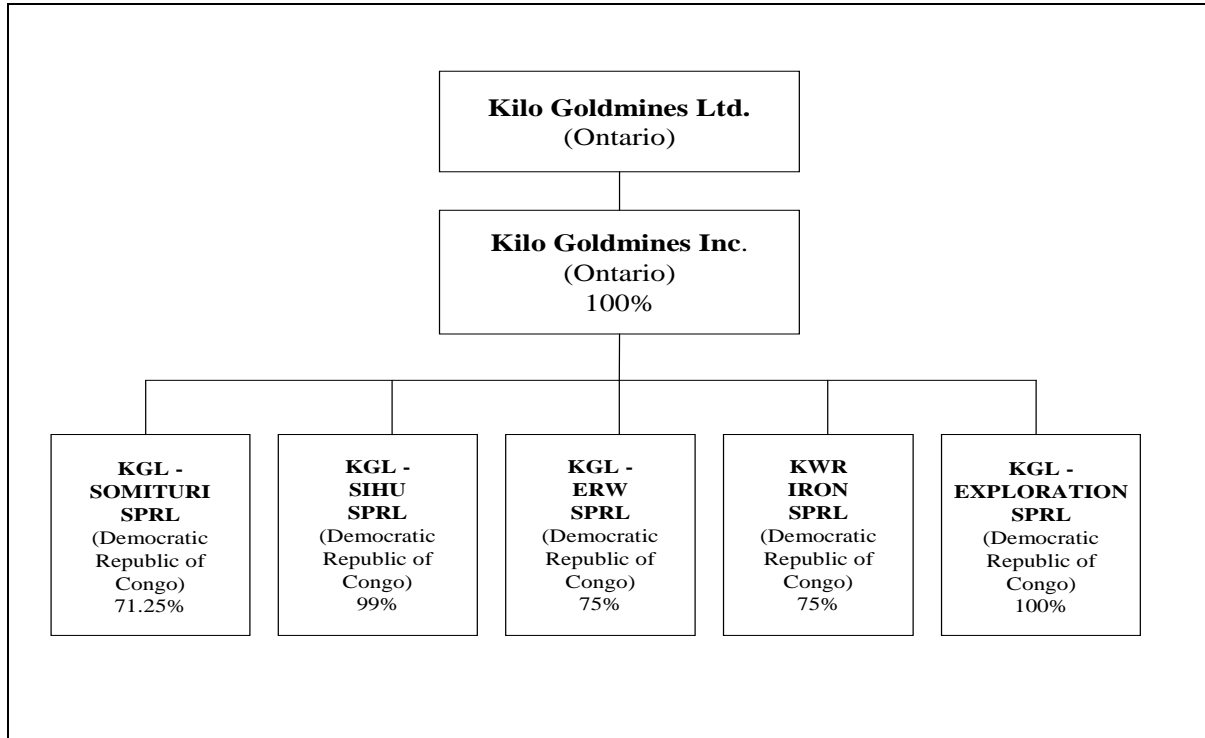 Kilo Goldmines Ltd.
(Ontario)
Kilo Goldmines Inc.
(Ontario)
100%
KGL -
SOMITURI
SPRL
(Democratic
Republic of
Congo)
71.25%
KGL -
SIHU
SPRL
(Democratic
Republic of
Congo)
99%
KGL -
ERW
SPRL
(Democratic
Republic of
Congo)
75%
KWR
IRON
SPRL
(Democratic
Republic of
Congo)
75%
KGL -
EXPLORATION
SPRL
(Democratic
Republic of
Congo)
100%